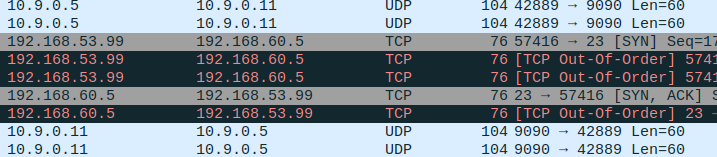 10.9.0.5 10.9.0.11 UDP 104 42889 → 9090 Len=60
10.9.0.5 10.9.0.11 UDP 104 42889 → 9090 Len=60
192.168.53.99 192.168.60.5 TCP 76 57416 → 23 [SYN] Seq=17
192.168.53.99 192.168.60.5 TCP 76 [TCP Out-Of-Order] 5741
192.168.53.99 192.168.60.5 TCP 76 [TCP Out-Of-Order] 5741
192.168.60.5 192.168.53.99 TCP 76 23 → 57416 [SYN, ACK] S
192.168.60.5 192.168.53.99 TCP 76 [TCP Out-Of-Order] 23 →
10.9.0.11 10.9.0.5 UDP 104 9090 → 42889 Len=60
10.9.0.11 10.9.0.5 UDP 104 9090 → 42889 Len=60